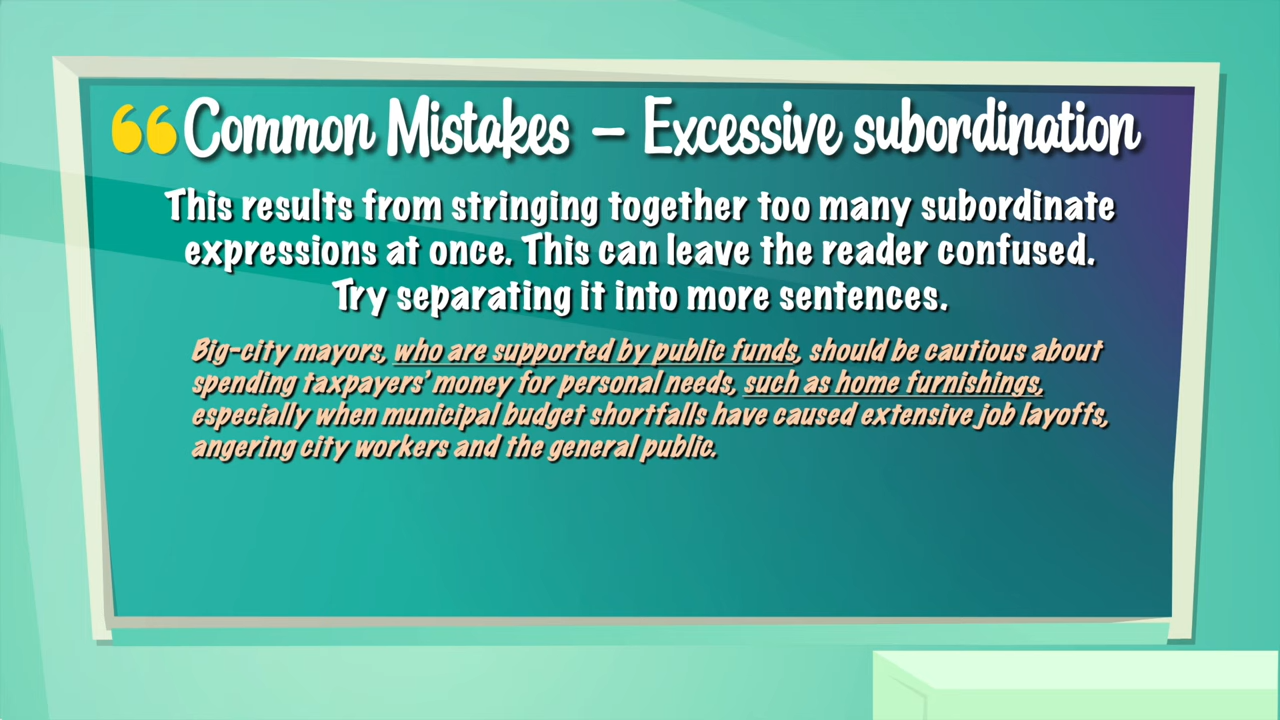 “Common Mistakes – Excessive subordination
This results from stringing together too many subordinate
expressions at once. This can leave the reader confused.
Try separating it into more sentences.
Big-city mayors, who are supported by public funds, should be cautious about
spending taxpayers’ money for personal needs, such as home furnishings,
especially when municipal budget shortfalls have caused extensive job layoffs,
angering city workers and the general public.